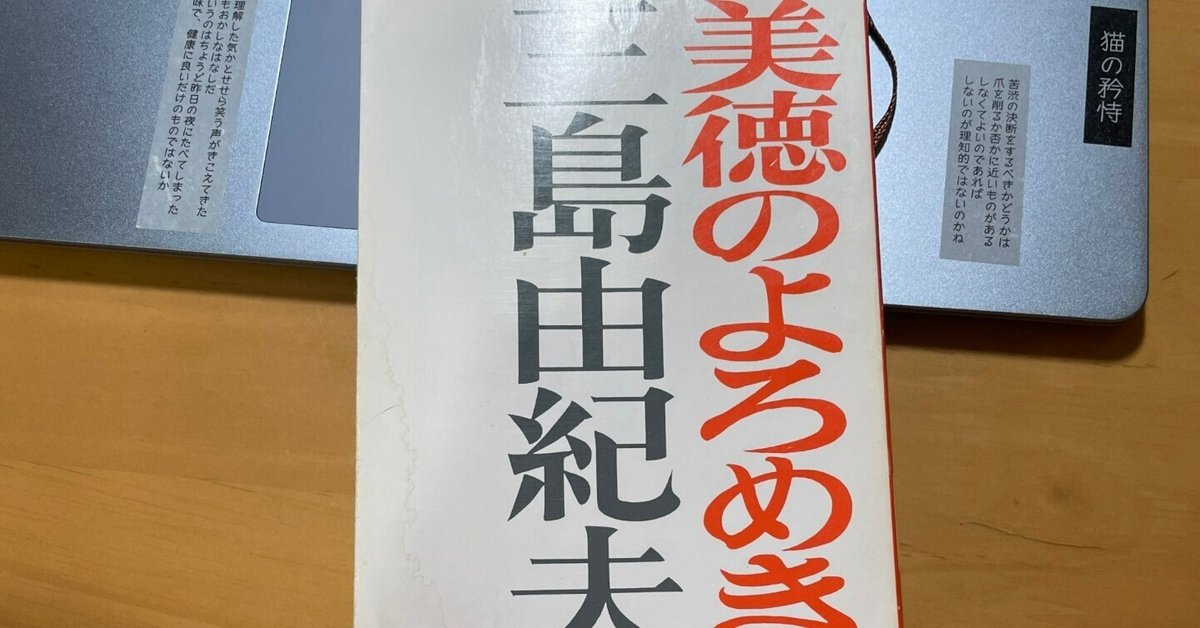 美徳のよろめき
三島由紀夫
猫の矜恃
苦渋の決断をするべきかどうかは
爪を削るか否かに近いものがある
しなくてよいのであれば
しないのが理知的ではないのかね
理解した気かとせせら笑う声がきこえてきた
もおかしなはなしだ
いうのはちょうど昨日の夜にたべてしまった
味で、健康に良いだけのものではないか